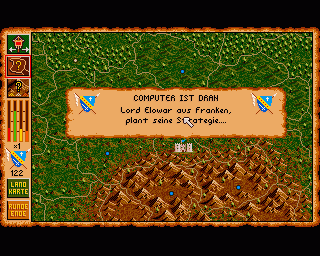 COMPUTER IST DRAN
Lord Elowar aus Franken,
plant seine Strategie....
x1
122
LAND
KARTE
RUNDE
ENDE